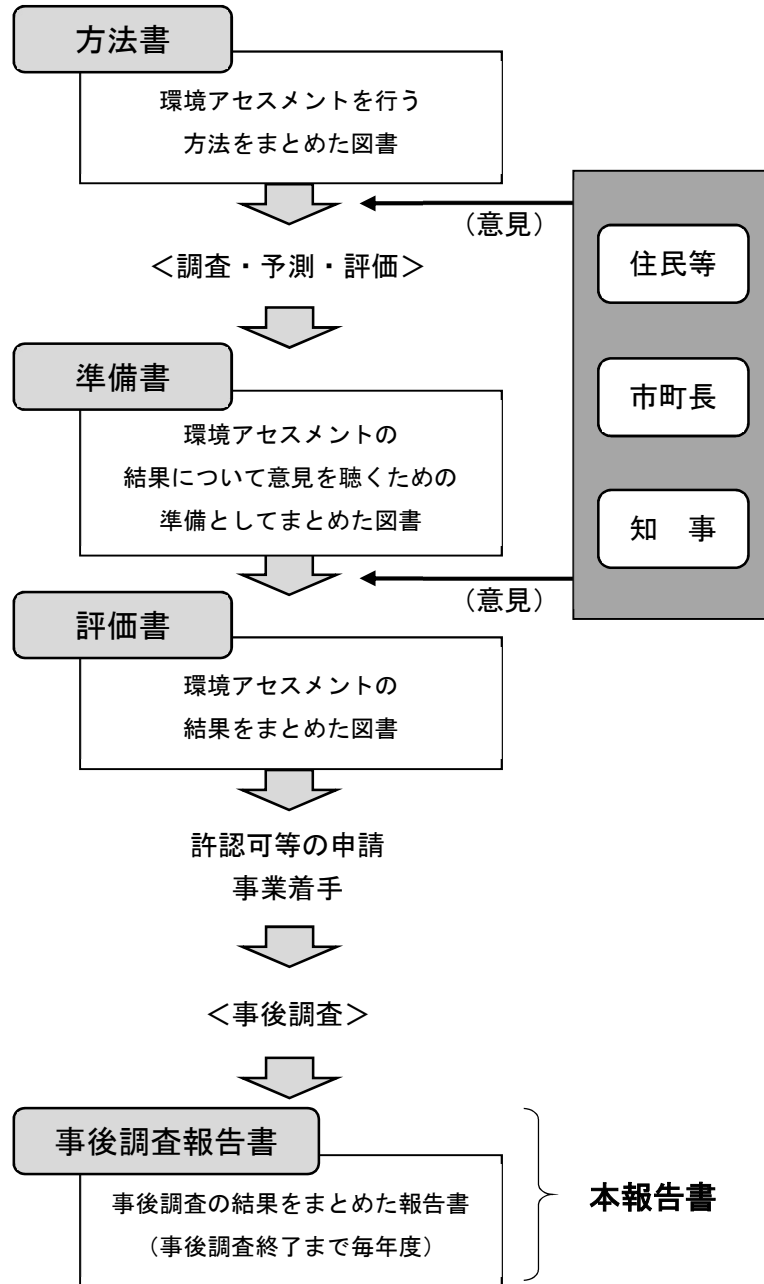 方法書
環境アセスメントを行う
方法をまとめた図書
（意見）
＜調査・予測・評価＞
住民等
市町長
知　事
準備書
環境アセスメントの
結果について意見を聴くための
準備としてまとめた図書
（意見）
評価書
環境アセスメントの
結果をまとめた図書
許認可等の申請
事業着手
＜事後調査＞
事後調査報告書
事後調査の結果をまとめた報告書
（事後調査終了まで毎年度）
本報告書